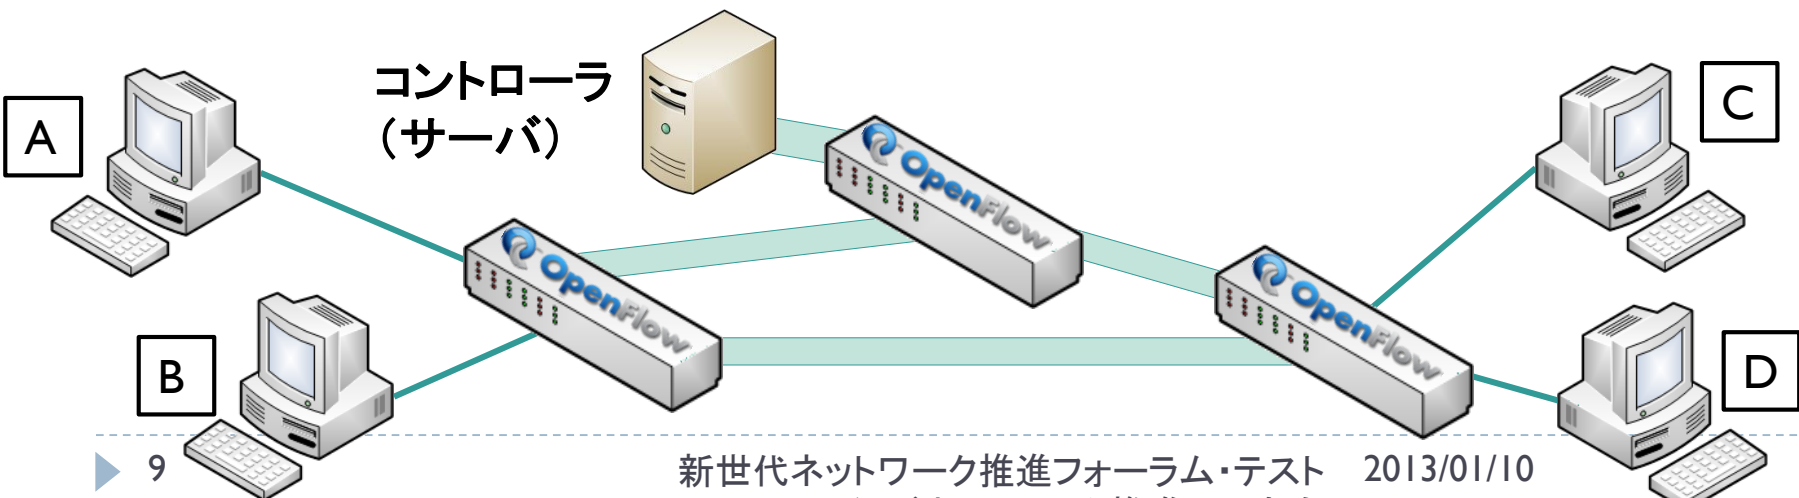 A
コントローラ
（サーバ）
C
OpenFlow
OpenFlow
OpenFlow
B
D
9
新世代ネットワーク推進フォーラム・テスト
2013/01/10